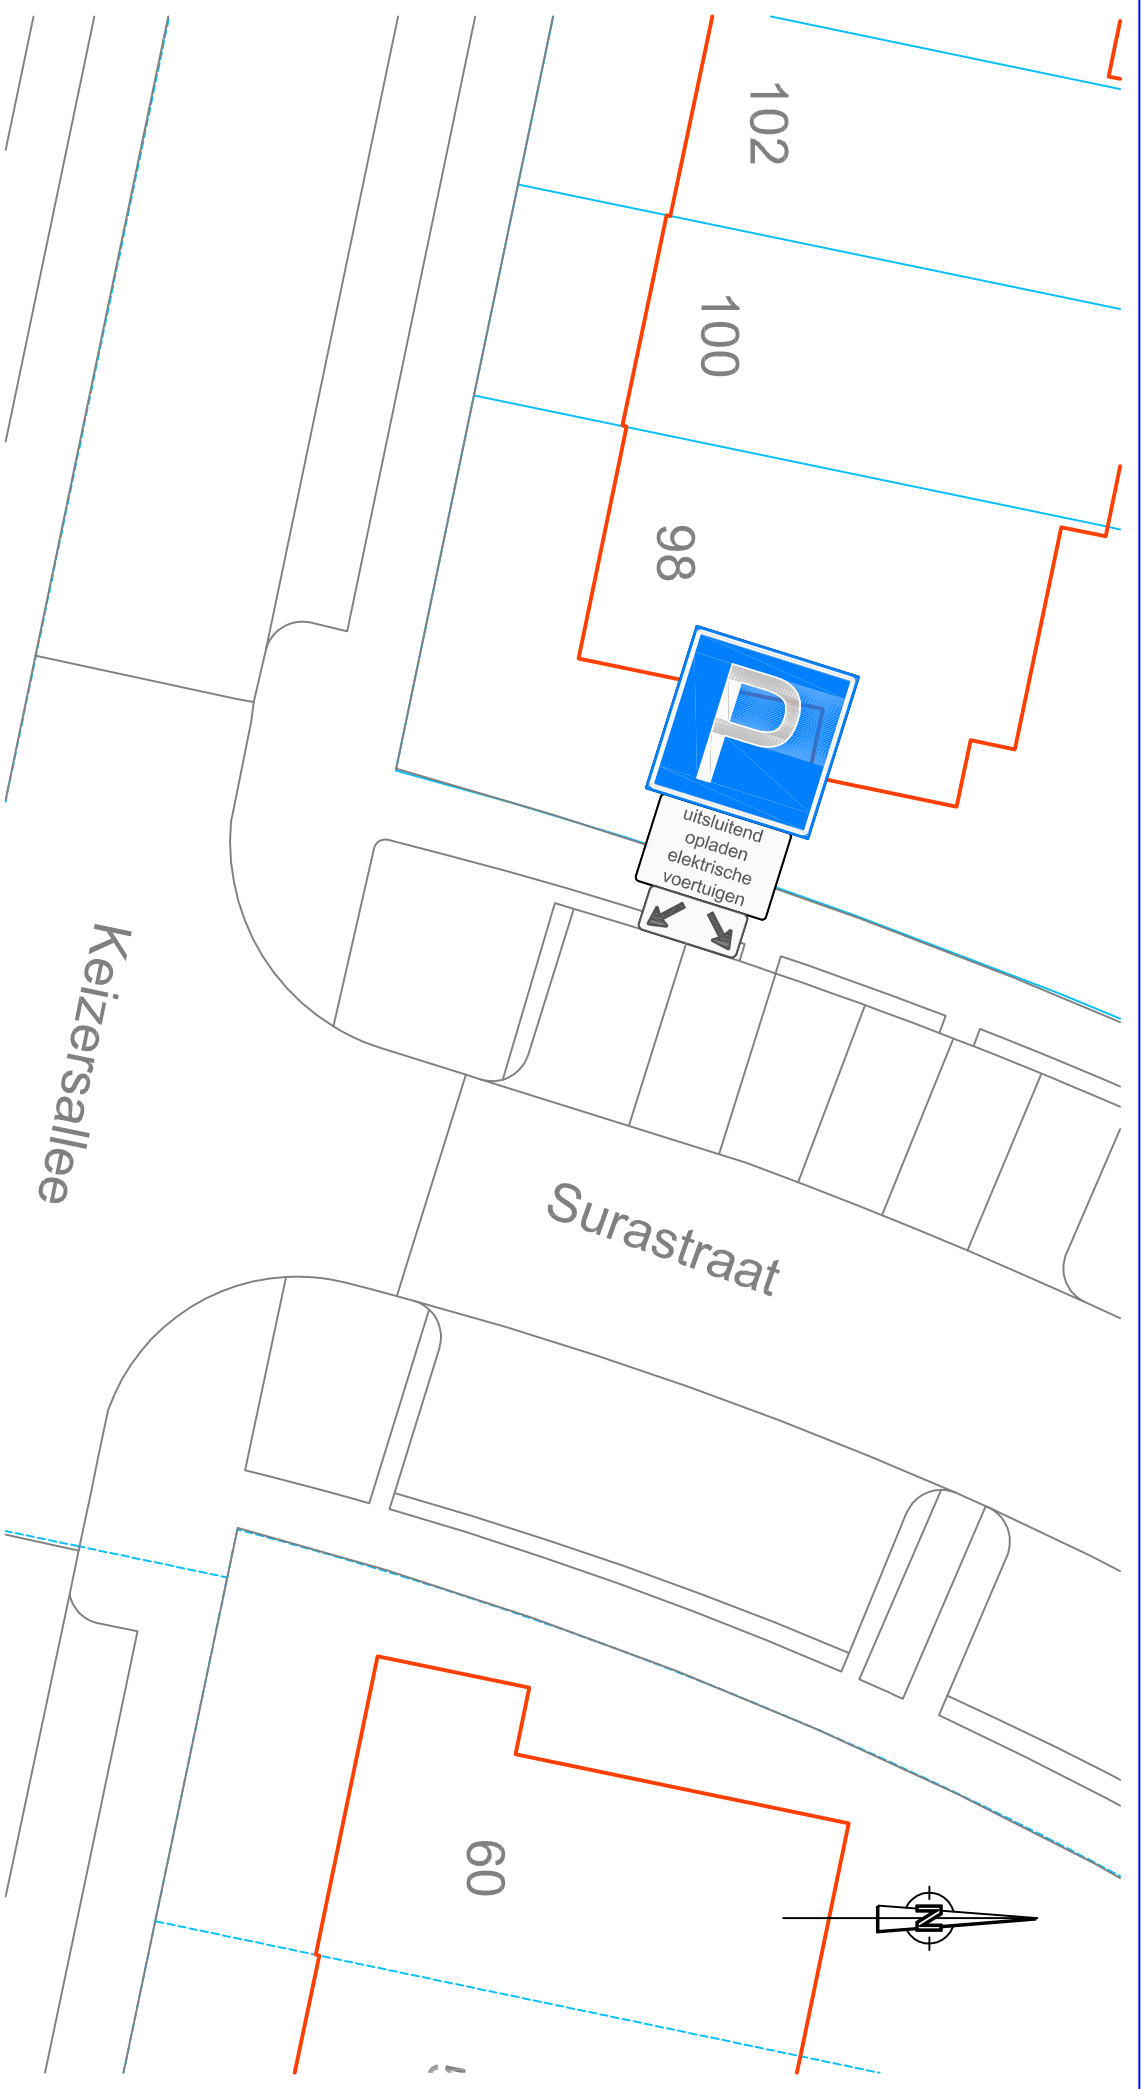 102
100
98
P
uitsluitend
opladen
elektrische
voertuigen
Keizersallee
Surastraat
60
N